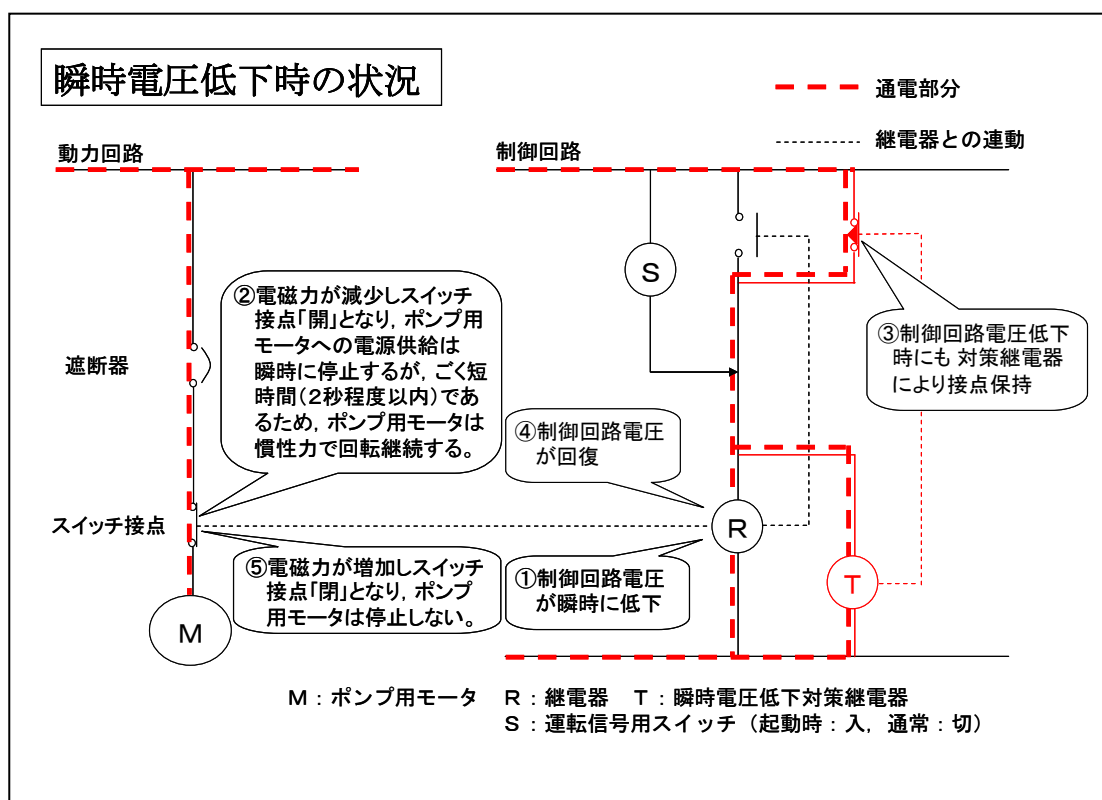 瞬時電圧低下時の状況
通電部分
継電器との連動
動力回路
制御回路
遮断器
スイッチ接点
②電磁力が減少しスイッチ
接点「開」となり，ポンプ用
モータへの電源供給は
瞬時に停止するが，ごく短
時間（２秒程度以内）であ
るため，ポンプ用モータは
慣性力で回転継続する。
S
③制御回路電圧低下
時にも 対策継電器
により接点保持
④制御回路電圧
が回復
R
⑤電磁力が増加しスイッチ
接点「閉」となり，ポンプ
用モータは停止しない。
①制御回路電圧
が瞬時に低下
T
M
M：ポンプ用モータ　R：継電器　T：瞬時電圧低下対策継電器
S：運転信号用スイッチ（起動時：入，通常：切）